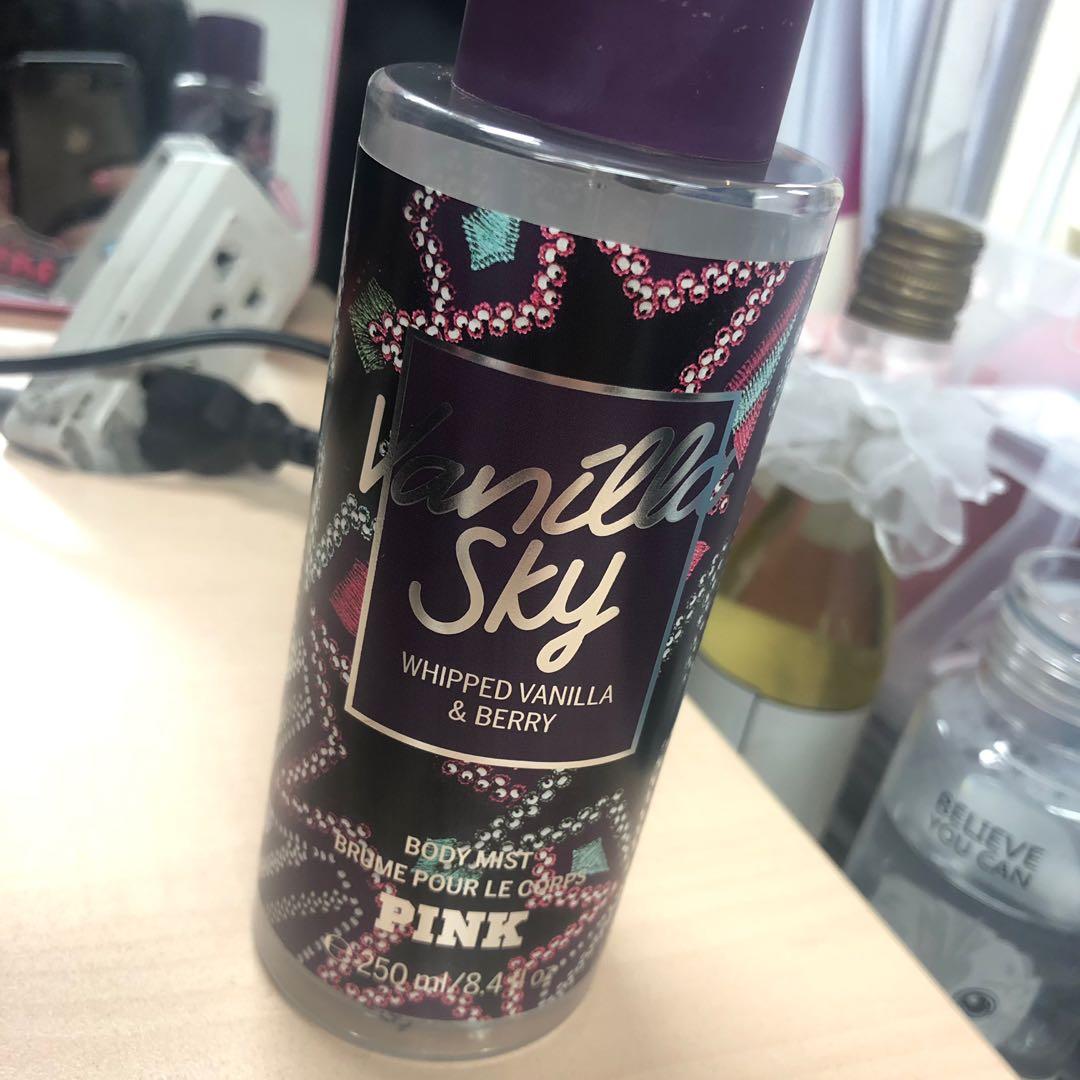 Vanilla
Sky
WHIPPED VANILLA
& BERRY
BODY MIST
BRUME POUR LE CORPS
PINK
℮ 250 ml/8.4 fl oz
BELIEVE
YOU CAN